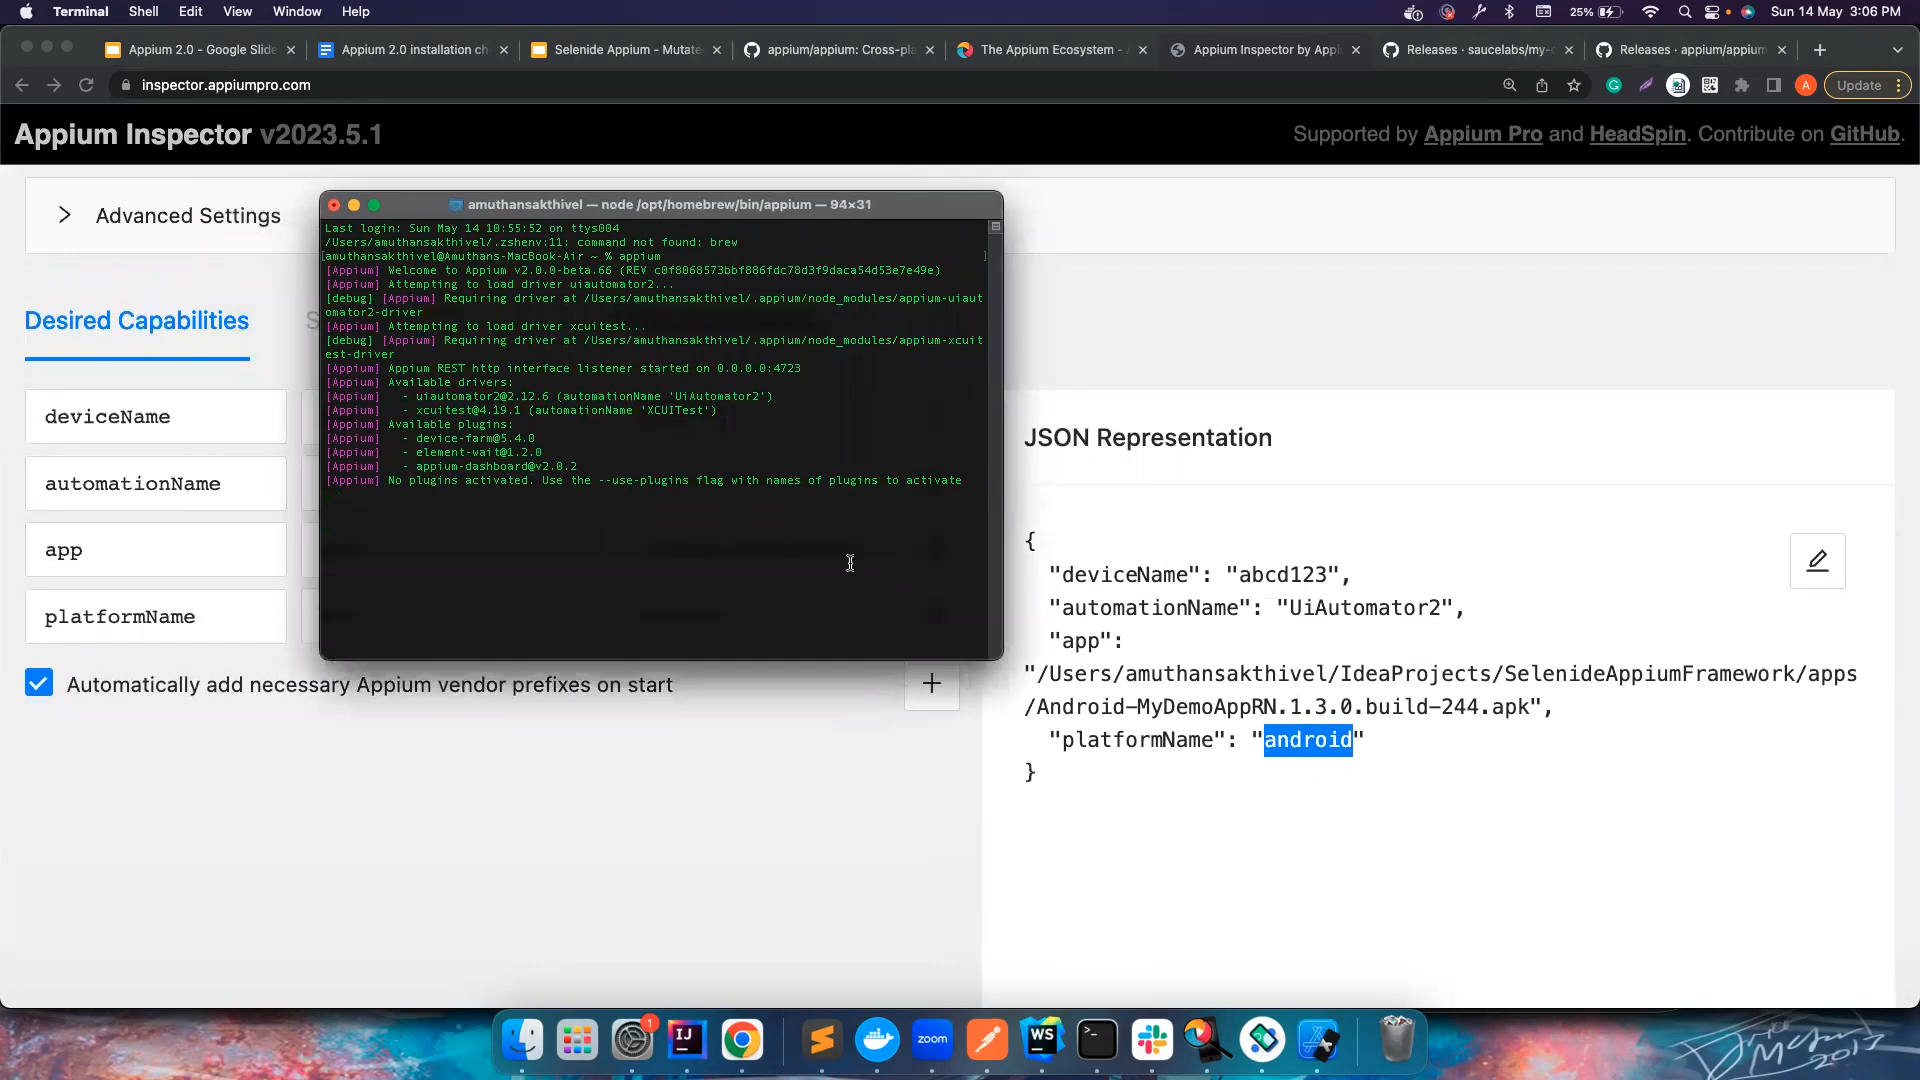 Terminal Shell Edit View Window Help 25% Sun 14 May 3:06 PM
Appium 2.0 - Google Slide Appium 2.0 installation ch Selenide Appium - Mutate appium/appium: Cross-pla The Appium Ecosystem - Appium Inspector by Appi Releases · saucelabs/my- Releases · appium/appium
inspector.appiumpro.com Update
Appium Inspector v2023.5.1 Supported by Appium Pro and HeadSpin. Contribute on GitHub.
Advanced Settings
amuthansakthivel — node /opt/homebrew/bin/appium — 94×31
Last login: Sun May 14 10:55:52 on ttys004
/Users/amuthansakthivel/.zshenv:11: command not found: brew
[amuthansakthivel@Amuthans-MacBook-Air ~ % appium ]
[Appium] Welcome to Appium v2.0.0-beta.66 (REV c0f8068573bbf886fdc78d3f9daca54d53e7e49e)
[Appium] Attempting to load driver uiautomator2...
[debug] [Appium] Requiring driver at /Users/amuthansakthivel/.appium/node_modules/appium-uiaut
omator2-driver
[Appium] Attempting to load driver xcuitest...
[debug] [Appium] Requiring driver at /Users/amuthansakthivel/.appium/node_modules/appium-xcuit
est-driver
[Appium] Appium REST http interface listener started on 0.0.0.0:4723
[Appium] Available drivers:
[Appium]   - uiautomator2@2.12.6 (automationName 'UiAutomator2')
[Appium]   - xcuitest@4.19.1 (automationName 'XCUITest')
[Appium] Available plugins:
[Appium]   - device-farm@5.4.0
[Appium]   - element-wait@1.2.0
[Appium]   - appium-dashboard@v2.0.2
[Appium] No plugins activated. Use the --use-plugins flag with names of plugins to activate
Desired Capabilities
deviceName
automationName
app
platformName
Automatically add necessary Appium vendor prefixes on start
JSON Representation
{
"deviceName": "abcd123",
"automationName": "UiAutomator2",
"app":
"/Users/amuthansakthivel/IdeaProjects/SelenideAppiumFramework/apps
/Android-MyDemoAppRN.1.3.0.build-244.apk",
"platformName": "android"
}
1
IJ
zoom
WS